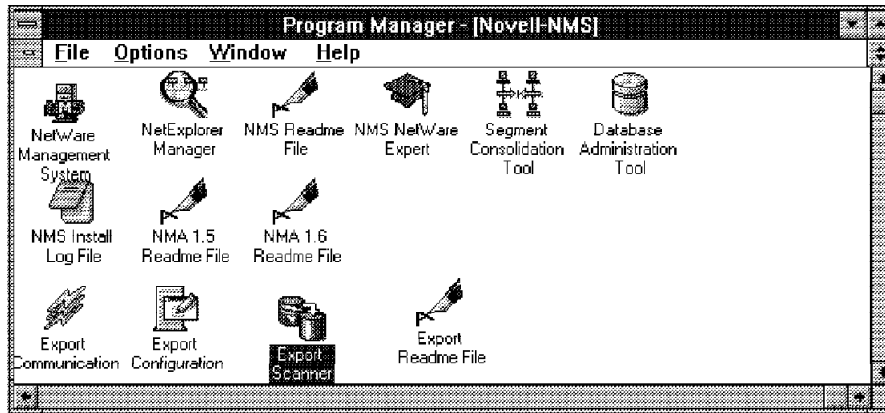 Program Manager - [Novell-NMS]
File Options Window Help
NetWare Management System
NetExplorer Manager
NMS Readme File
NMS NetWare Expert
Segment Consolidation Tool
Database Administration Tool
NMS Install Log File
NMA 1.5 Readme File
NMA 1.6 Readme File
Export Communication
Export Configuration
Export Scanner
Export Readme File